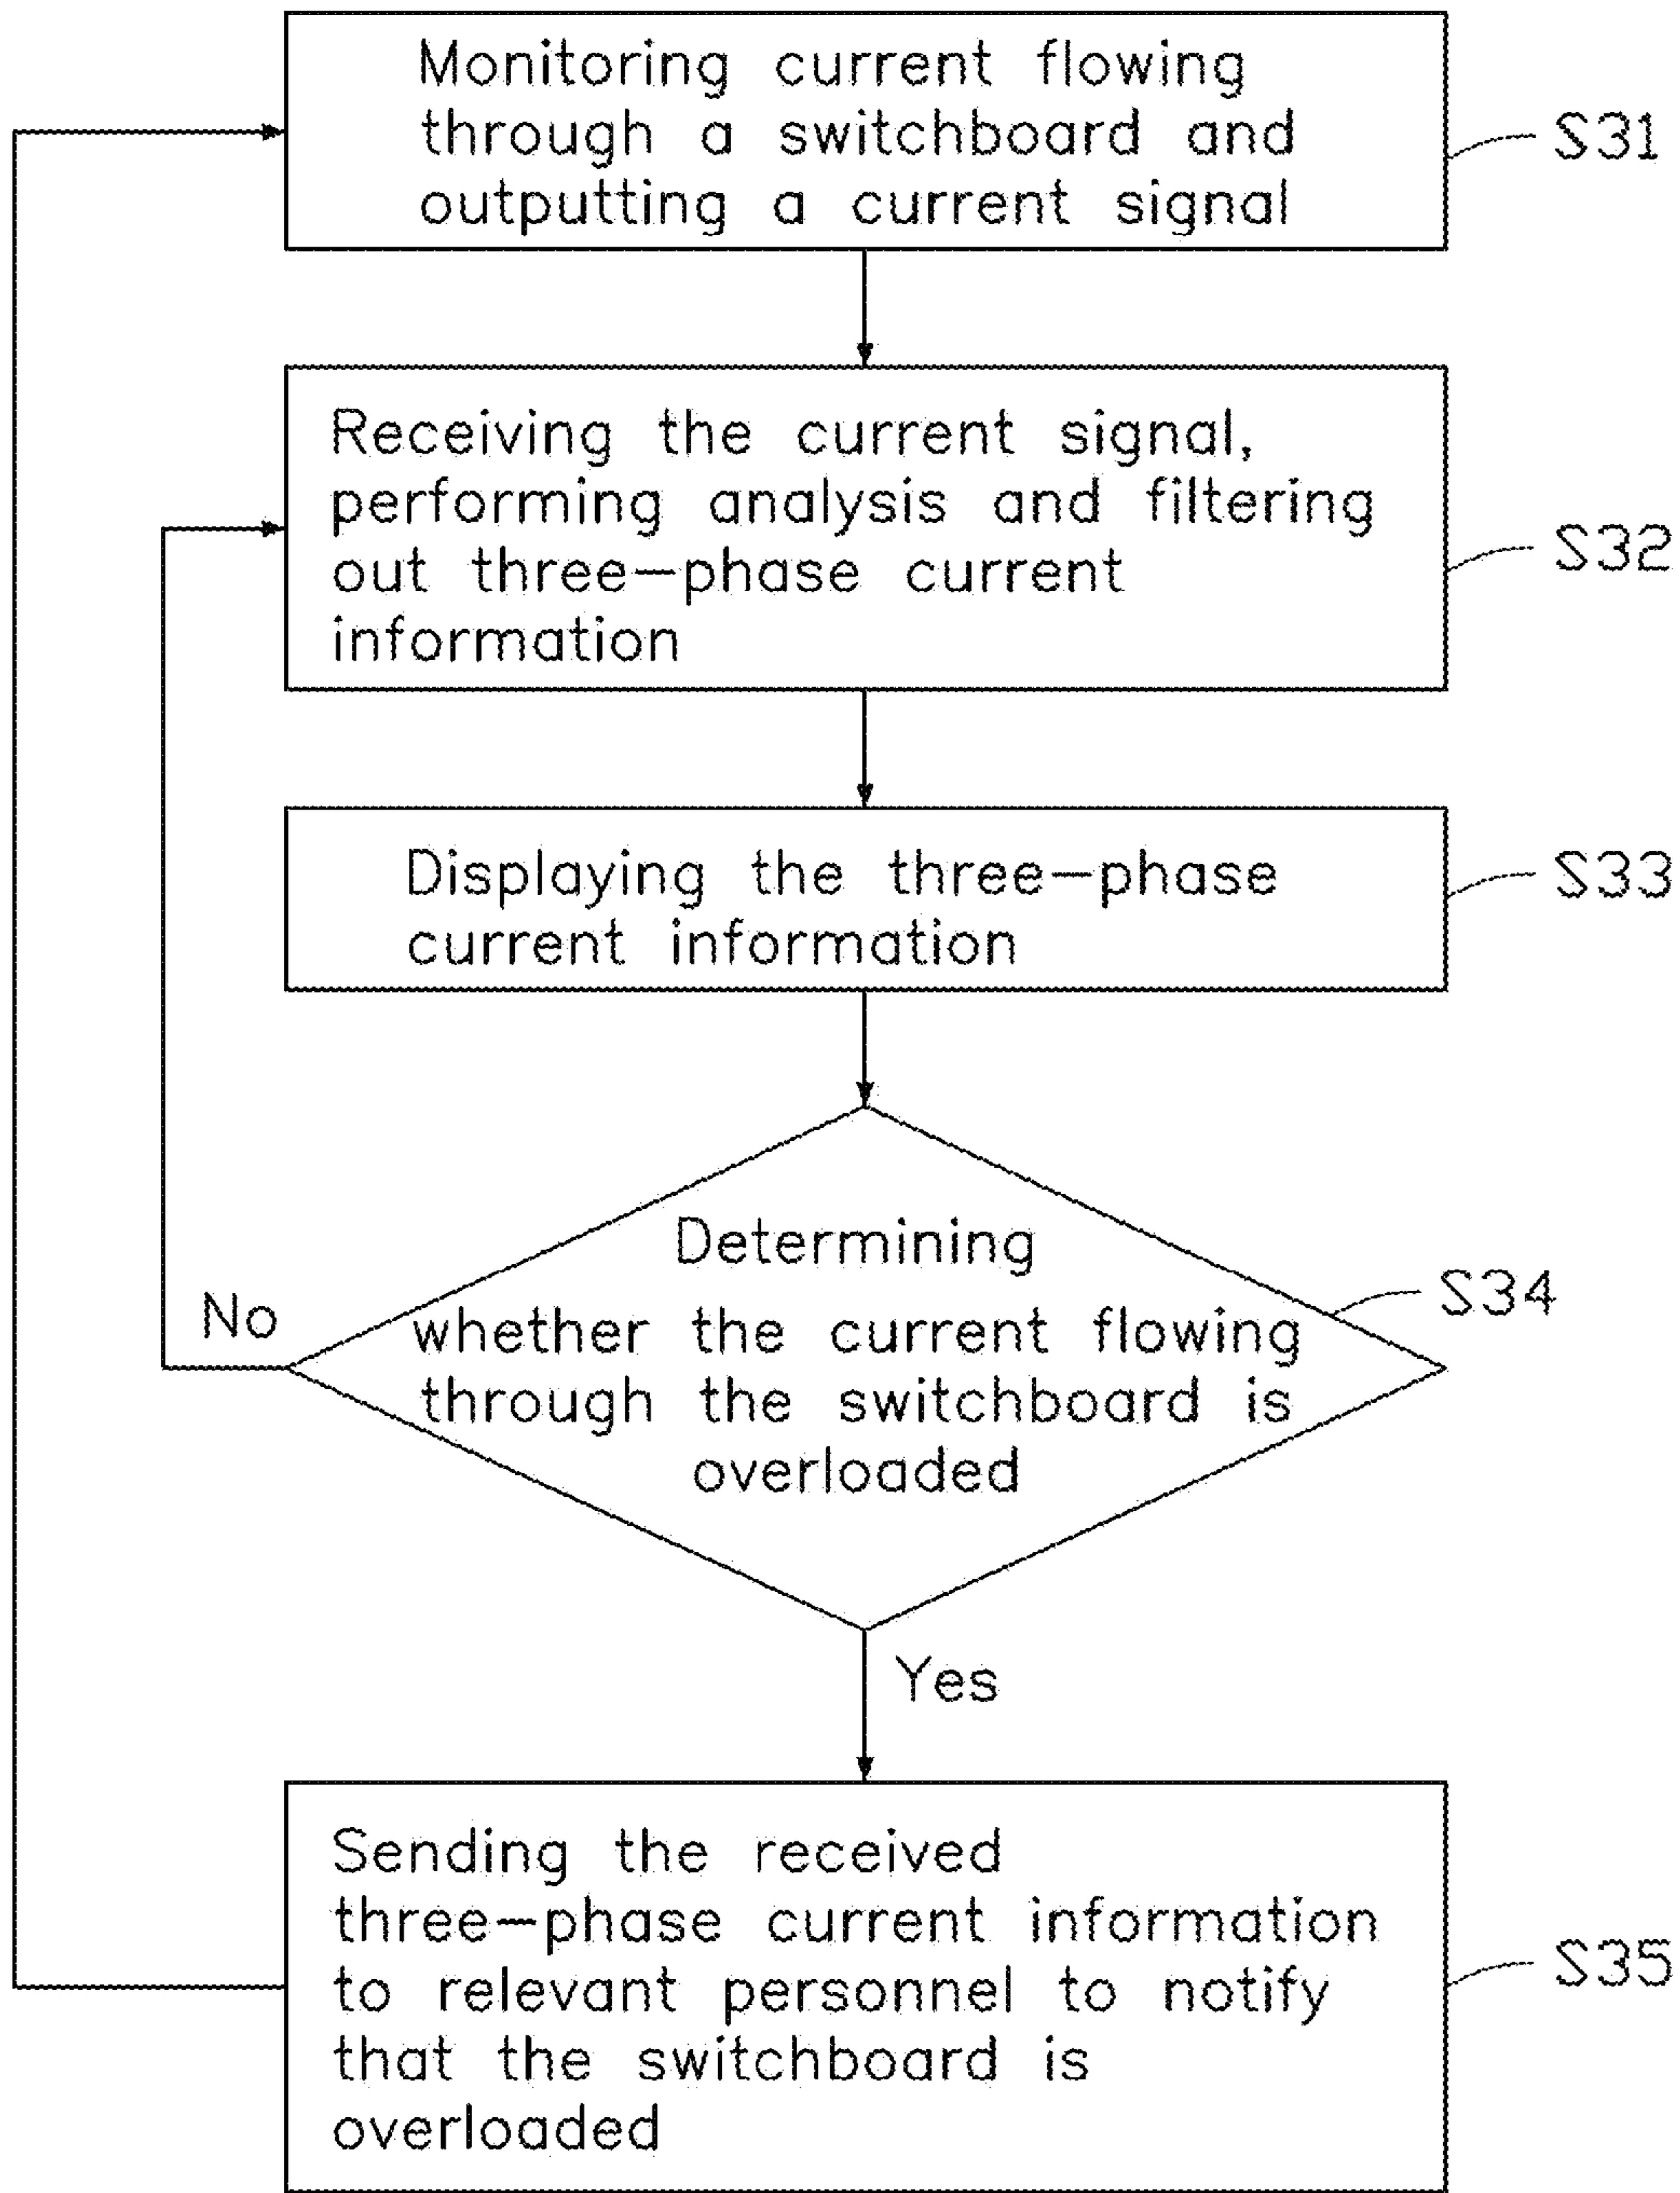 Monitoring current flowing
through a switchboard and
outputting a current signal
S31
Receiving the current signal,
performing analysis and filtering
out three-phase current
information
S32
Displaying the three-phase
current information
S33
Determining
whether the current flowing
through the switchboard is
overloaded
S34
No
Yes
Sending the received
three-phase current information
to relevant personnel to notify
that the switchboard is
overloaded
S35